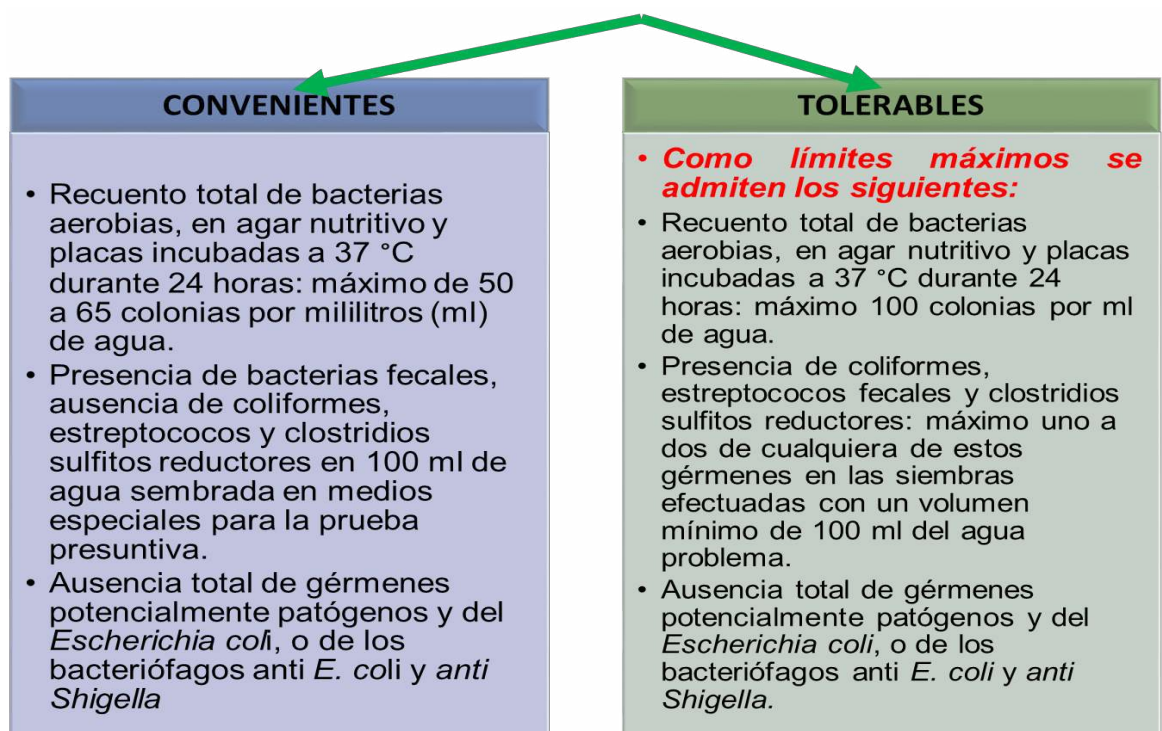 CONVENIENTES
• Recuento total de bacterias
aerobias, en agar nutritivo y
placas incubadas a 37 °C
durante 24 horas: máximo de 50
a 65 colonias por mililitros (ml)
de agua.
• Presencia de bacterias fecales,
ausencia de coliformes,
estreptococos y clostridios
sulfitos reductores en 100 ml de
agua sembrada en medios
especiales para la prueba
presuntiva.
• Ausencia total de gérmenes
potencialmente patógenos y del
Escherichia coli, o de los
bacteriófagos anti E. coli y anti
Shigella
TOLERABLES
• Como límites máximos se
admiten los siguientes:
• Recuento total de bacterias
aerobias, en agar nutritivo y placas
incubadas a 37 °C durante 24
horas: máximo 100 colonias por ml
de agua.
• Presencia de coliformes,
estreptococos fecales y clostridios
sulfitos reductores: máximo uno a
dos de cualquiera de estos
gérmenes en las siembras
efectuadas con un volumen
mínimo de 100 ml del agua
problema.
• Ausencia total de gérmenes
potencialmente patógenos y del
Escherichia coli, o de los
bacteriófagos anti E. coli y anti
Shigella.